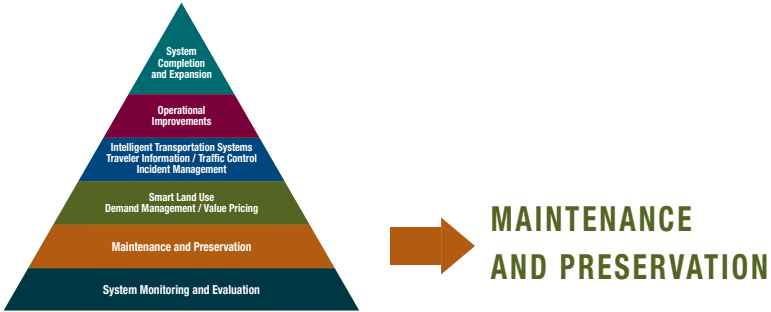 System
Completion
and Expansion
Operational
Improvements
Intelligent Transportation Systems
Traveler Information / Traffic Control
Incident Management
Smart Land Use
Demand Management / Value Pricing
Maintenance and Preservation
System Monitoring and Evaluation
MAINTENANCE
AND PRESERVATION